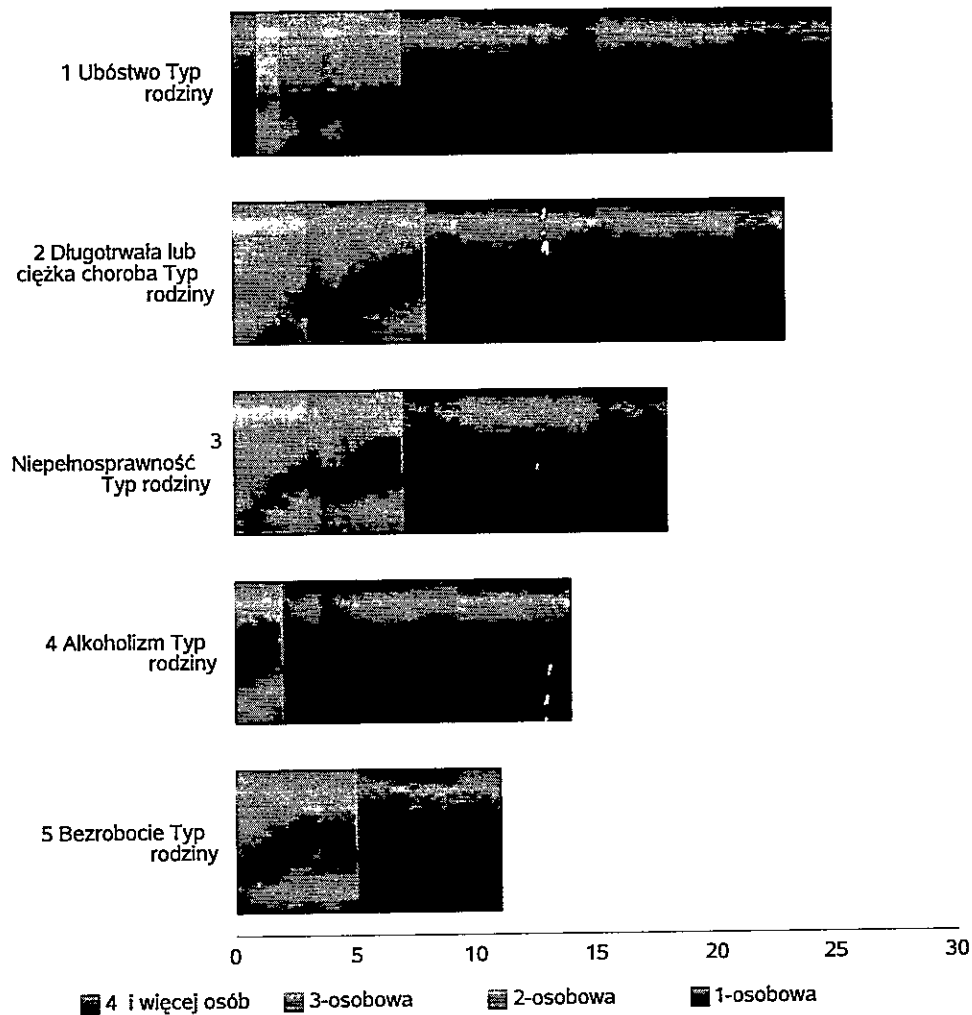 1 Ubóstwo Typ
rodziny
2 Długotrwała lub
ciężka choroba Typ
rodziny
3
Niepełnosprawność
Typ rodziny
4 Alkoholizm Typ
rodziny
5 Bezrobocie Typ
rodziny
0 5 10 15 20 25 30
4 i więcej osób 3-osobowa 2-osobowa 1-osobowa